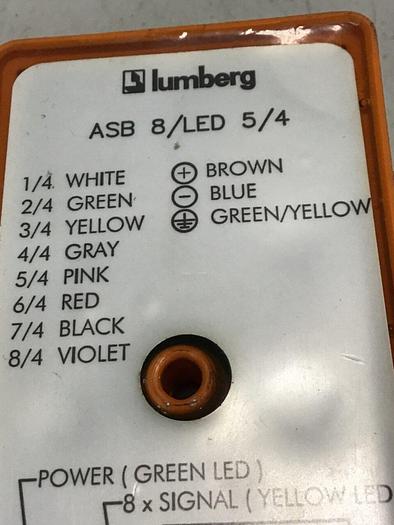 lumberg
ASB 8/LED 5/4
1/4 WHITE
2/4 GREEN
3/4 YELLOW
4/4 GRAY
5/4 PINK
6/4 RED
7/4 BLACK
8/4 VIOLET
+ BROWN
- BLUE
⏚ GREEN/YELLOW
POWER ( GREEN LED )
8 x SIGNAL ( YELLOW LED